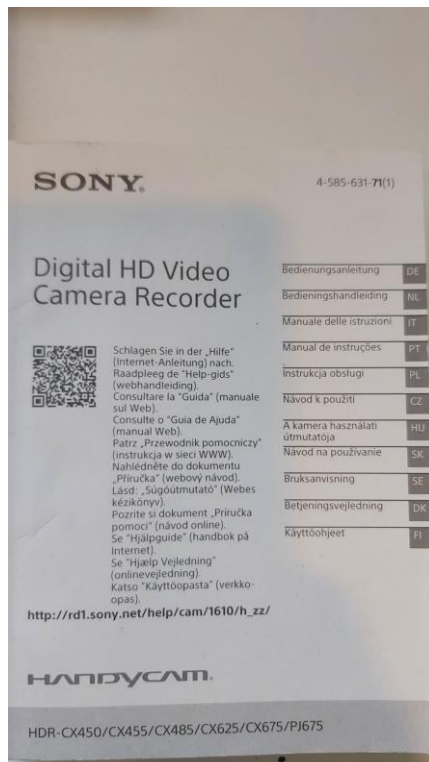 SONY®
4-585-631-71(1)
Digital HD Video
Camera Recorder
Schlagen Sie in der „Hilfe"
(Internet-Anleitung) nach.
Raadpleeg de "Help-gids"
(webhandleiding).
Consultare la "Guida" (manuale
sul Web).
Consulte o "Guia de Ajuda"
(manual Web).
Patrz „Przewodnik pomocniczy"
(instrukcja w sieci WWW).
Nahlédněte do dokumentu
„Příručka" (webový návod).
Lásd: „Súgóútmutató" (Webes
kézikönyv).
Pozrite si dokument „Príručka
pomoci" (návod online).
Se "Hjälpguide" (handbok på
Internet).
Se "Hjælp Vejledning"
(onlinevejledning).
Katso "Käyttöopasta" (verkko-
opas).
http://rd1.sony.net/help/cam/1610/h_zz/
Bedienungsanleitung DE
Bedieningshandleiding NL
Manuale delle istruzioni IT
Manual de instruções PT
Instrukcja obsługi PL
Návod k použití CZ
A kamera használati
útmutatója HU
Návod na používanie SK
Bruksanvisning SE
Betjeningsvejledning DK
Käyttöohjeet FI
HANDYCAM®
HDR-CX450/CX455/CX485/CX625/CX675/PJ675